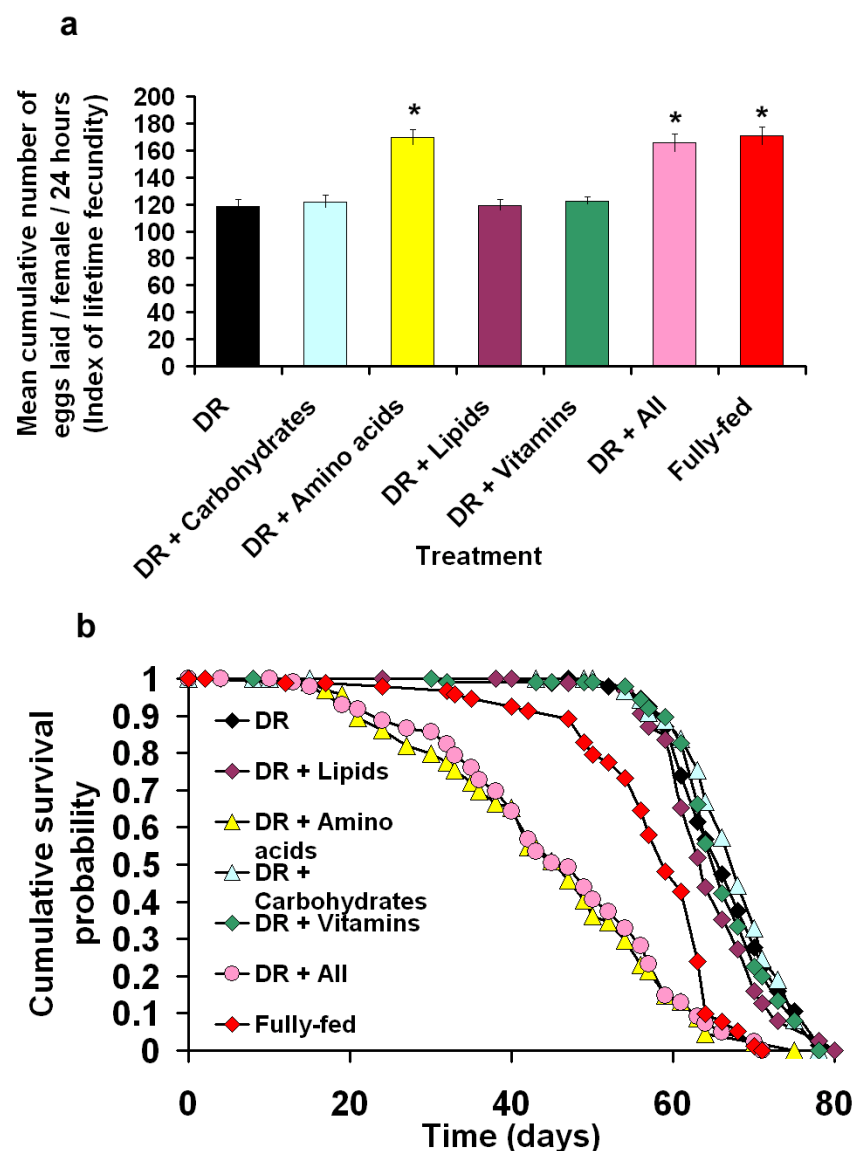 a
Mean cumulative number of
eggs laid / female / 24 hours
(Index of lifetime fecundity)
200
180
160
140
120
100
80
60
40
20
0
*
*
*
DR
DR + Carbohydrates
DR + Amino acids
DR + Lipids
DR + Vitamins
DR + All
Fully-fed
Treatment
b
Cumulative survival
probability
1
0.9
0.8
0.7
0.6
0.5
0.4
0.3
0.2
0.1
0
DR
DR + Lipids
DR + Amino
acids
DR +
Carbohydrates
DR + Vitamins
DR + All
Fully-fed
0
20
40
60
80
Time (days)